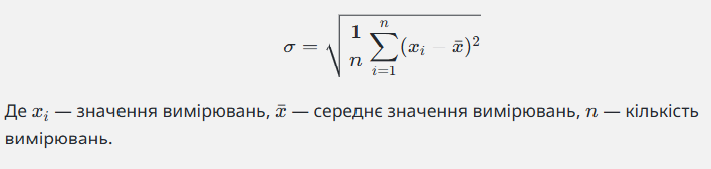 σ = √(1/n ∑_{i=1}^{n} (x_i − x̄)²)
Де x_i — значення вимірювань, x̄ — середнє значення вимірювань, n — кількість
вимірювань.